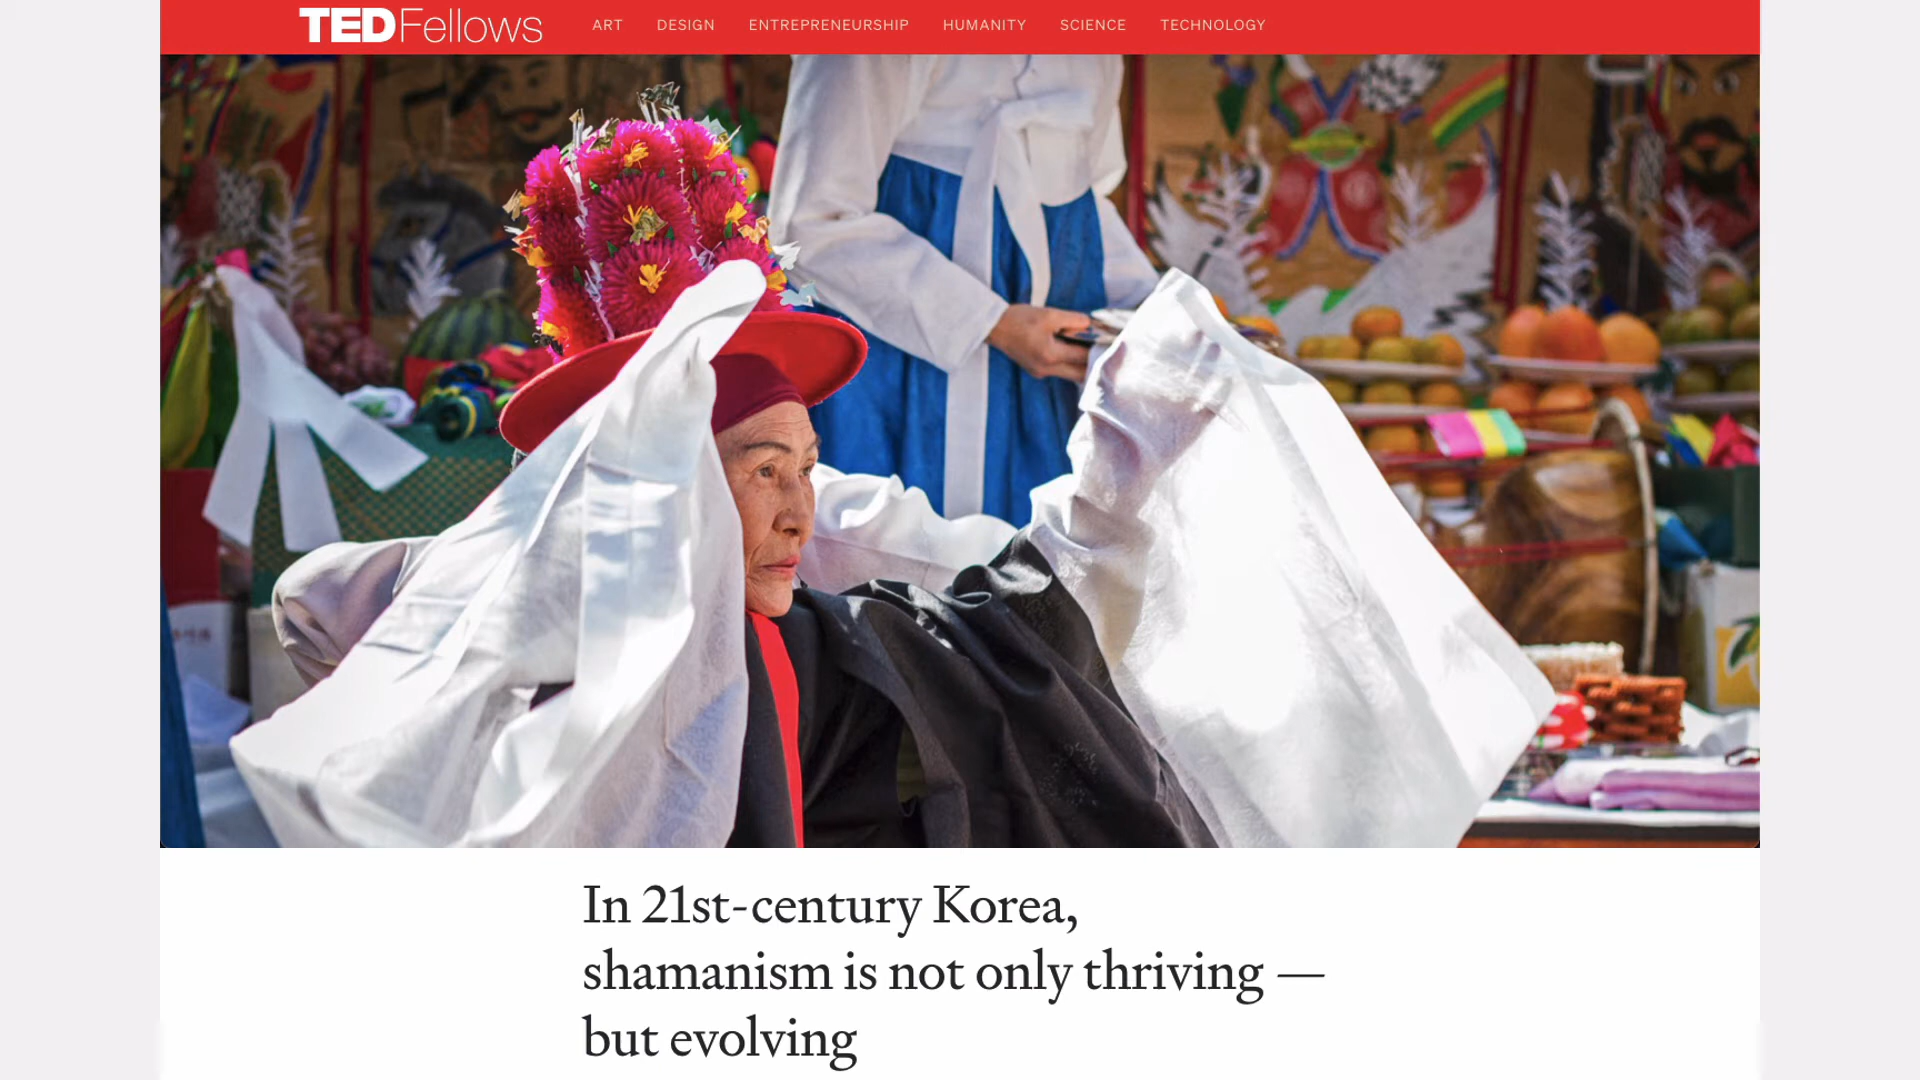 TEDFellows
ART DESIGN ENTREPRENEURSHIP HUMANITY SCIENCE TECHNOLOGY
In 21st-century Korea,
shamanism is not only thriving —
but evolving